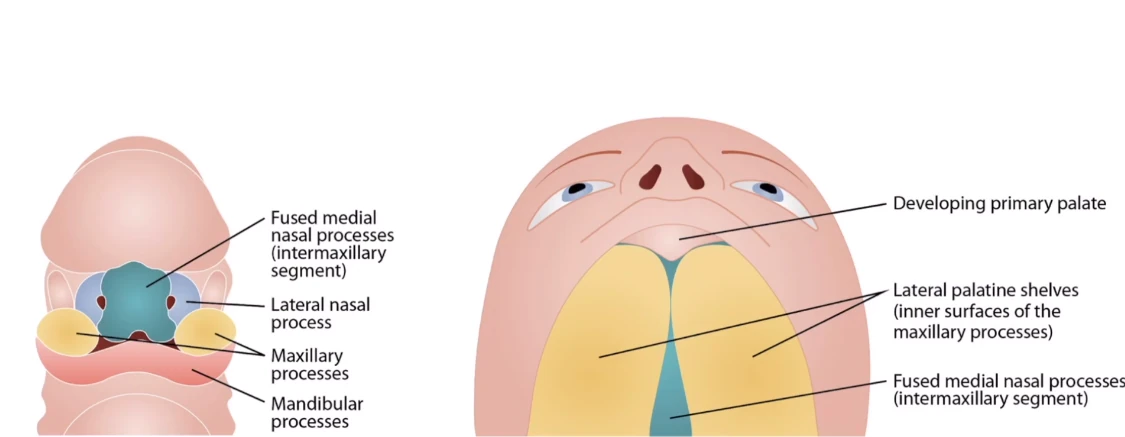 Fused medial
nasal processes
(intermaxillary
segment)
Lateral nasal
process
Maxillary
processes
Mandibular
processes
Developing primary palate
Lateral palatine shelves
(inner surfaces of the
maxillary processes)
Fused medial nasal processes
(intermaxillary segment)